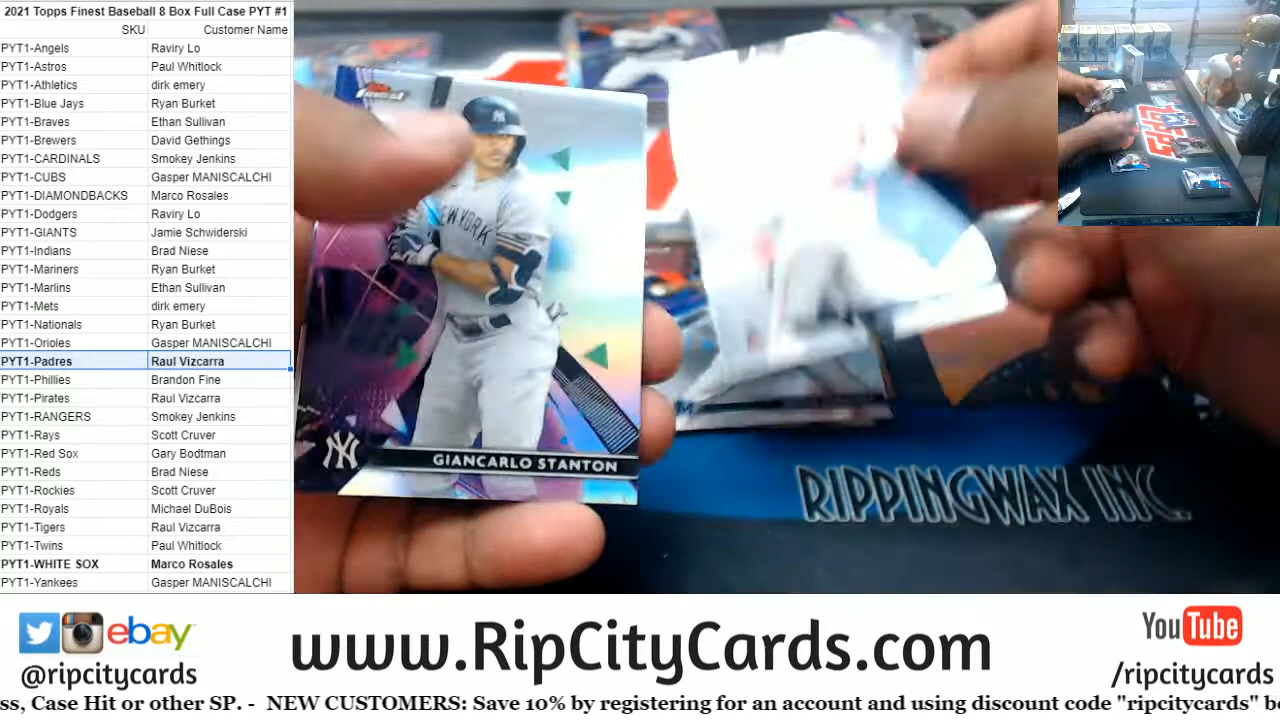 2021 Topps Finest Baseball 8 Box Full Case PYT #1
SKU Customer Name
PYT1-Angels Raviry Lo
PYT1-Astros Paul Whitlock
PYT1-Athletics dirk emery
PYT1-Blue Jays Ryan Burket
PYT1-Braves Ethan Sullivan
PYT1-Brewers David Gethings
PYT1-CARDINALS Smokey Jenkins
PYT1-CUBS Gasper MANISCALCHI
PYT1-DIAMONDBACKS Marco Rosales
PYT1-Dodgers Raviry Lo
PYT1-GIANTS Jamie Schwiderski
PYT1-Indians Brad Niese
PYT1-Mariners Ryan Burket
PYT1-Marlins Ethan Sullivan
PYT1-Mets dirk emery
PYT1-Nationals Ryan Burket
PYT1-Orioles Gasper MANISCALCHI
PYT1-Padres Raul Vizcarra
PYT1-Phillies Brandon Fine
PYT1-Pirates Raul Vizcarra
PYT1-RANGERS Smokey Jenkins
PYT1-Rays Scott Cruver
PYT1-Red Sox Gary Bodtman
PYT1-Reds Brad Niese
PYT1-Rockies Scott Cruver
PYT1-Royals Michael DuBois
PYT1-Tigers Raul Vizcarra
PYT1-Twins Paul Whitlock
PYT1-WHITE SOX Marco Rosales
PYT1-Yankees Gasper MANISCALCHI
Finest
NEW YORK
NY
GIANCARLO STANTON
TOPPS
RIPPINGWAX INC.
ebay
@ripcitycards
www.RipCityCards.com
YouTube
/ripcitycards
ss, Case Hit or other SP. - NEW CUSTOMERS: Save 10% by registering for an account and using discount code "ripcitycards" b